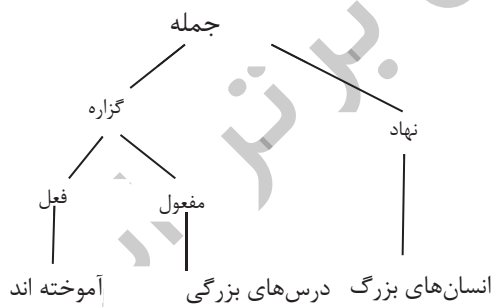 جمله
گزاره
نهاد
فعل
مفعول
انسان‌های بزرگ درس‌های بزرگی آموخته اند